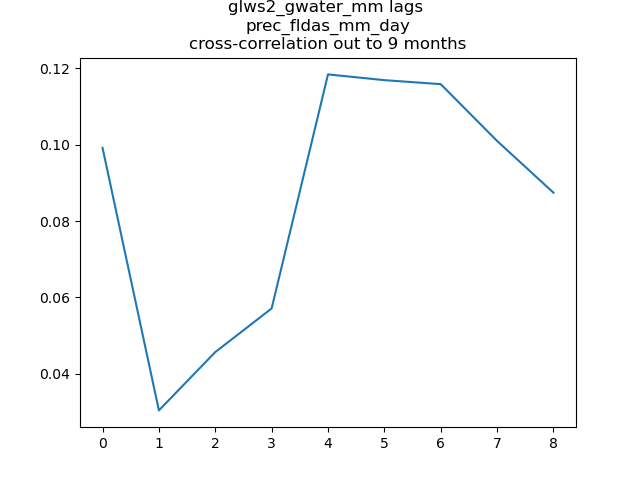 glws2_gwater_mm lags
prec_fldas_mm_day
cross-correlation out to 9 months
0.12
0.10
0.08
0.06
0.04
0 1 2 3 4 5 6 7 8